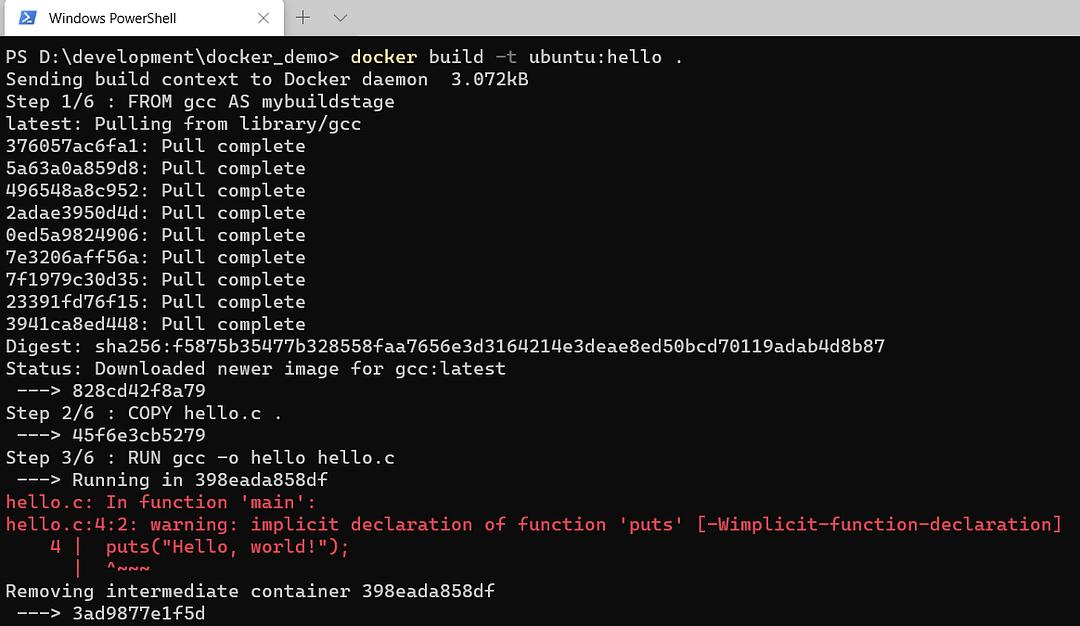 Windows PowerShell
PS D:\development\docker_demo> docker build -t ubuntu:hello .
Sending build context to Docker daemon  3.072kB
Step 1/6 : FROM gcc AS mybuildstage
latest: Pulling from library/gcc
376057ac6fa1: Pull complete
5a63a0a859d8: Pull complete
496548a8c952: Pull complete
2adae3950d4d: Pull complete
0ed5a9824906: Pull complete
7e3206aff56a: Pull complete
7f1979c30d35: Pull complete
23391fd76f15: Pull complete
3941ca8ed448: Pull complete
Digest: sha256:f5875b35477b328558faa7656e3d3164214e3deae8ed50bcd70119adab4d8b87
Status: Downloaded newer image for gcc:latest
 ---> 828cd42f8a79
Step 2/6 : COPY hello.c .
 ---> 45f6e3cb5279
Step 3/6 : RUN gcc -o hello hello.c
 ---> Running in 398eada858df
hello.c: In function 'main':
hello.c:4:2: warning: implicit declaration of function 'puts' [-Wimplicit-function-declaration]
    4 |  puts("Hello, world!");
      |  ^~~~
Removing intermediate container 398eada858df
 ---> 3ad9877e1f5d